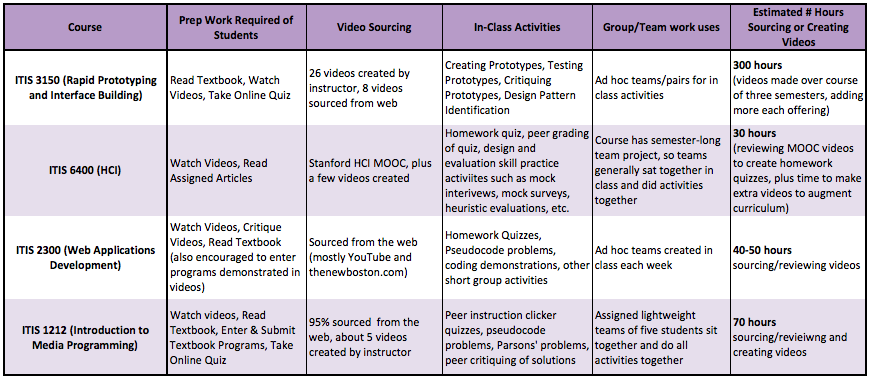 Course
Prep Work Required of
Students
Video Sourcing
In-Class Activities
Group/Team work uses
Estimated # Hours
Sourcing or Creating
Videos
ITIS 3150 (Rapid Prototyping
and Interface Building)
Read Textbook, Watch
Videos, Take Online Quiz
26 videos created by
instructor, 8 videos
sourced from web
Creating Prototypes, Testing
Prototypes, Critiquing
Prototypes, Design Pattern
Identification
Ad hoc teams/pairs for in
class activities
300 hours
(videos made over course
of three semesters, adding
more each offering)
ITIS 6400 (HCI)
Watch Videos, Read
Assigned Articles
Stanford HCI MOOC, plus
a few videos created
Homework quiz, peer grading
of quiz, design and
evaluation skill practice
activiites such as mock
interivews, mock surveys,
heuristic evaluations, etc.
Course has semester-long
team project, so teams
generally sat together in
class and did activities
together
30 hours
(reviewing MOOC videos
to create homework
quizzes, plus time to make
extra videos to augment
curriculum)
ITIS 2300 (Web Applications
Development)
Watch Videos, Critique
Videos, Read Textbook
(also encouraged to enter
programs demonstrated in
videos)
Sourced from the web
(mostly YouTube and
thenewboston.com)
Homework Quizzes,
Pseudocode problems,
coding demonstrations, other
short group activities
Ad hoc teams created in
class each week
40-50 hours
sourcing/reviewing videos
ITIS 1212 (Introduction to
Media Programming)
Watch videos, Read
Textbook, Enter & Submit
Textbook Programs, Take
Online Quiz
95% sourced from the
web, about 5 videos
created by instructor
Peer instruction clicker
quizzes, pseudocode
problems, Parsons' problems,
peer critiquing of solutions
Assigned lightweight
teams of five students sit
together and do all
activities together
70 hours
sourcing/revieiwng and
creating videos